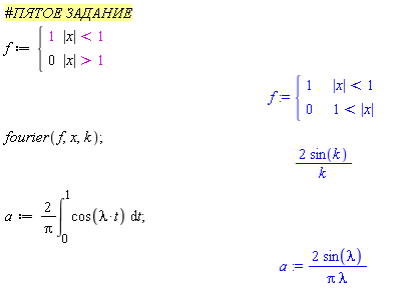 #ПЯТОЕ ЗАДАНИЕ
f := { 1 |x| < 1
0 |x| > 1
f := { 1 |x| < 1
0 1 < |x|
fourier(f, x, k);
2 sin(k) / k
a := 2/π ∫₀¹ cos(λ·t) dt;
a := 2 sin(λ) / π λ